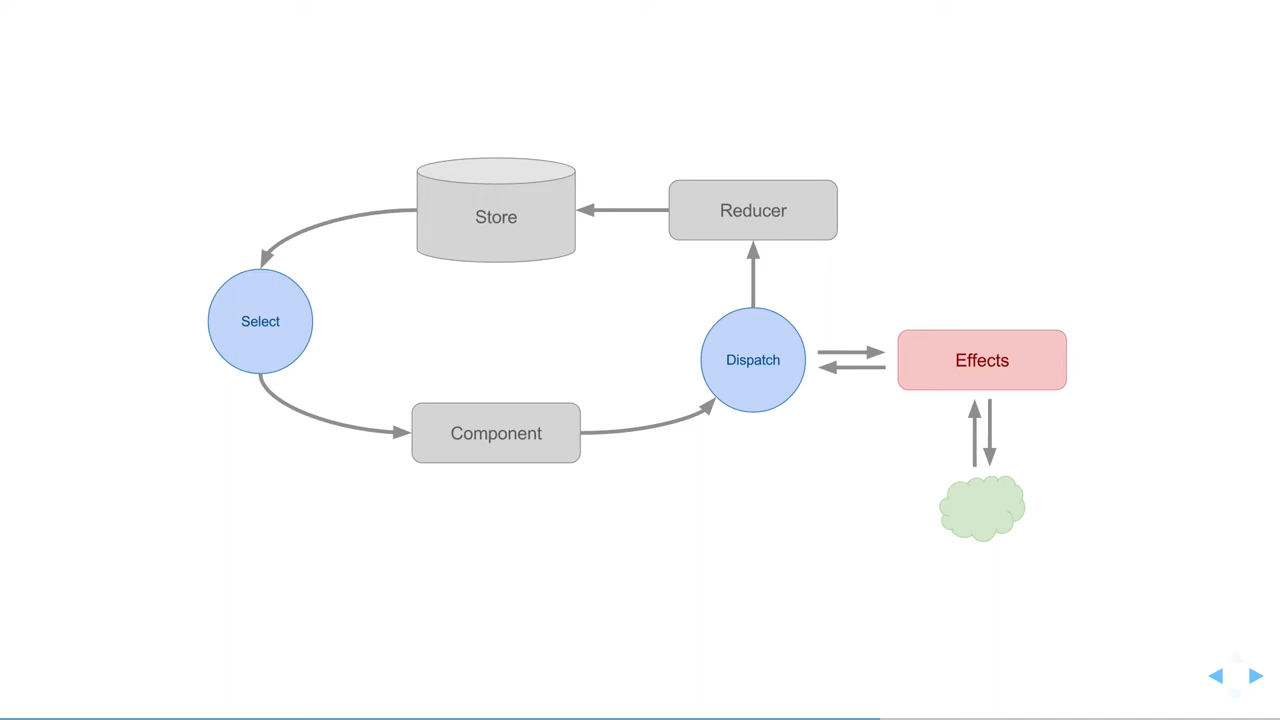 Store
Reducer
Select
Dispatch
Effects
Component